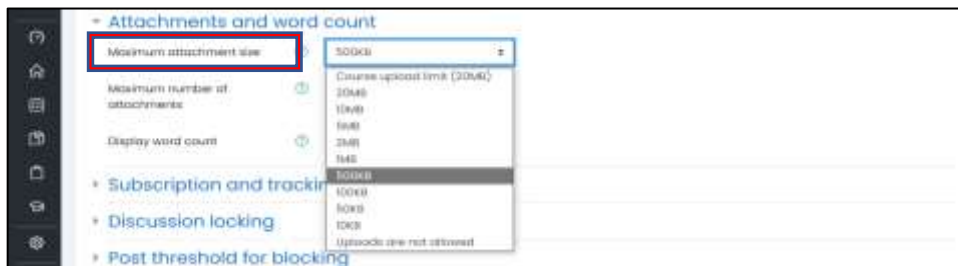 Attachments and word count
Maximum attachment size
500KB
Course upload limit (20MB)
20MB
10MB
5MB
2MB
1MB
500KB
100KB
50KB
10KB
Uploads are not allowed
Maximum number of
attachments
Display word count
Subscription and trackin
Discussion locking
Post threshold for blocking